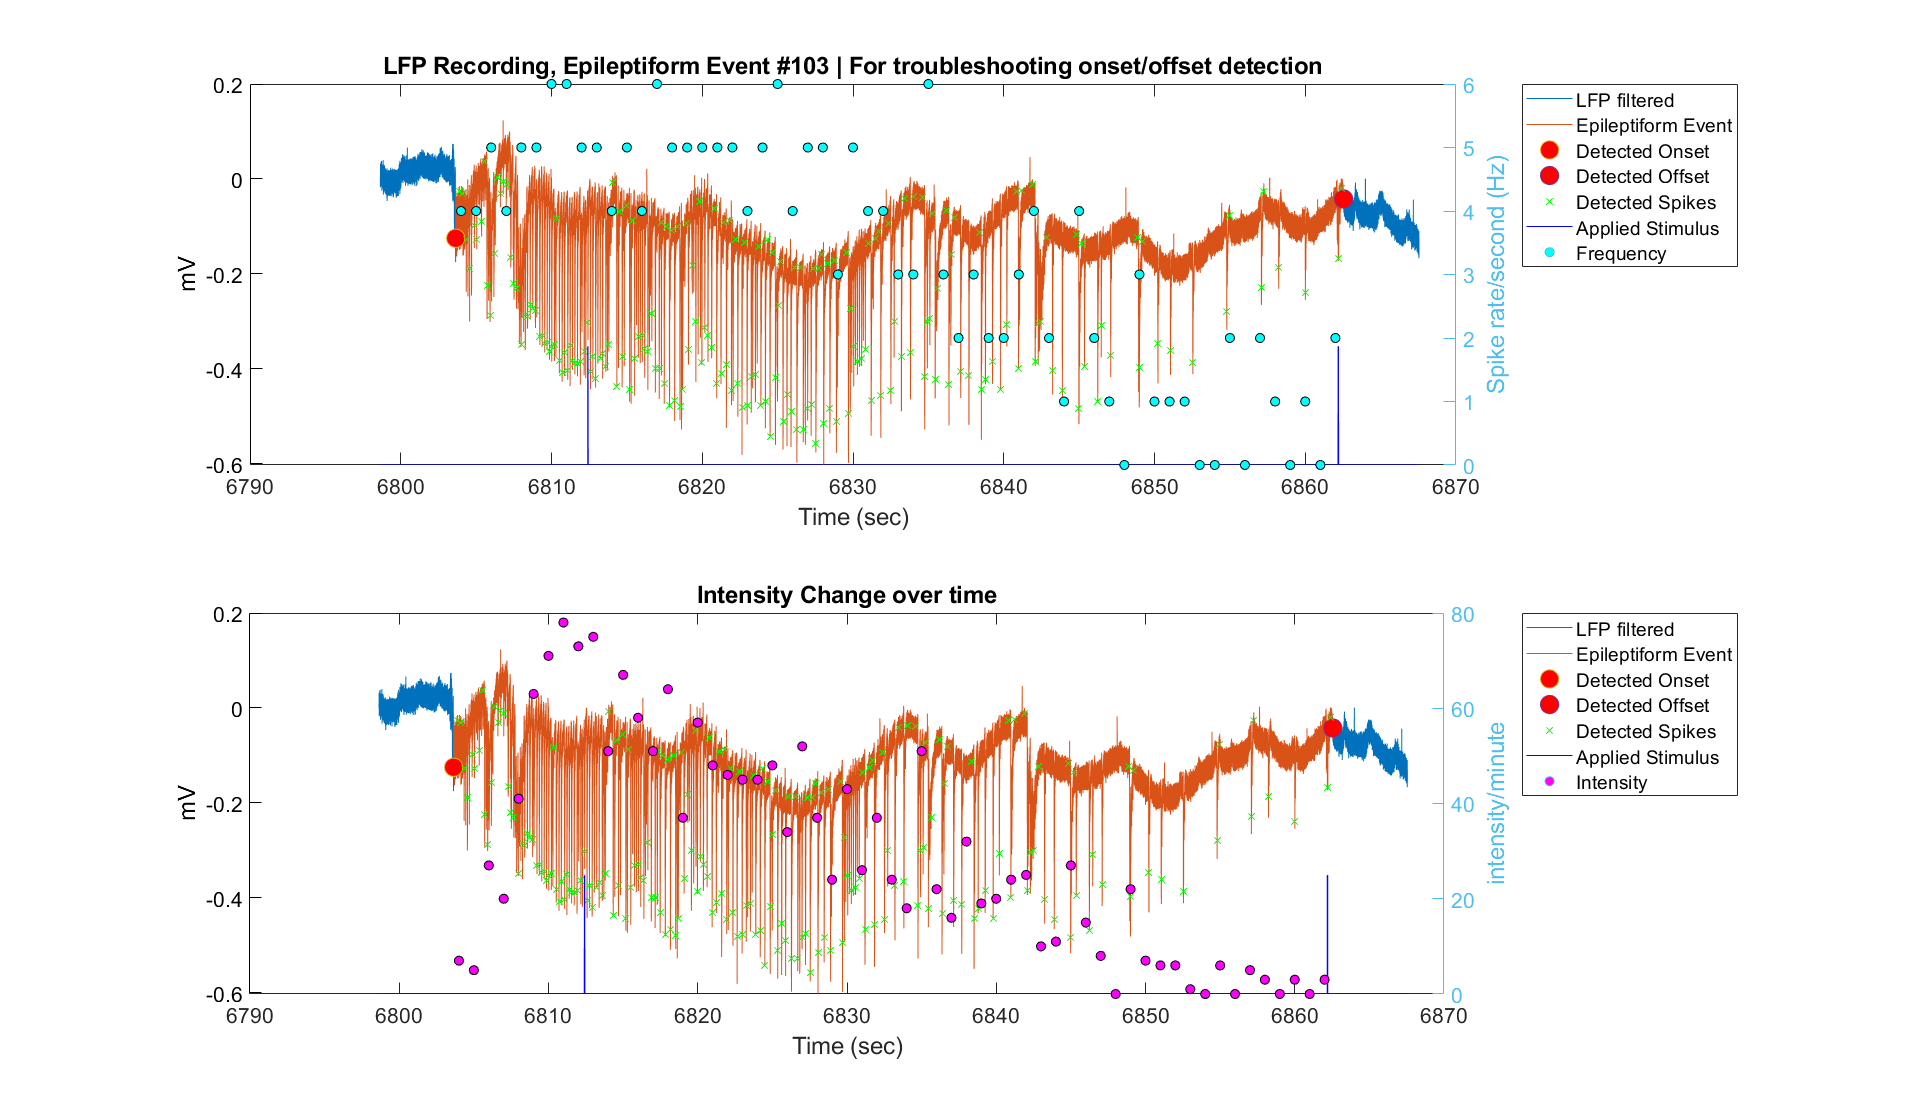 LFP Recording, Epileptiform Event #103 | For troubleshooting onset/offset detection
0.2
0
-0.2
-0.4
-0.6
mV
6790 6800 6810 6820 6830 6840 6850 6860 6870
Time (sec)
6
5
4
3
2
1
0
Spike rate/second (Hz)
LFP filtered
Epileptiform Event
Detected Onset
Detected Offset
Detected Spikes
Applied Stimulus
Frequency
Intensity Change over time
0.2
0
-0.2
-0.4
-0.6
mV
6790 6800 6810 6820 6830 6840 6850 6860 6870
Time (sec)
80
60
40
20
0
intensity/minute
LFP filtered
Epileptiform Event
Detected Onset
Detected Offset
Detected Spikes
Applied Stimulus
Intensity